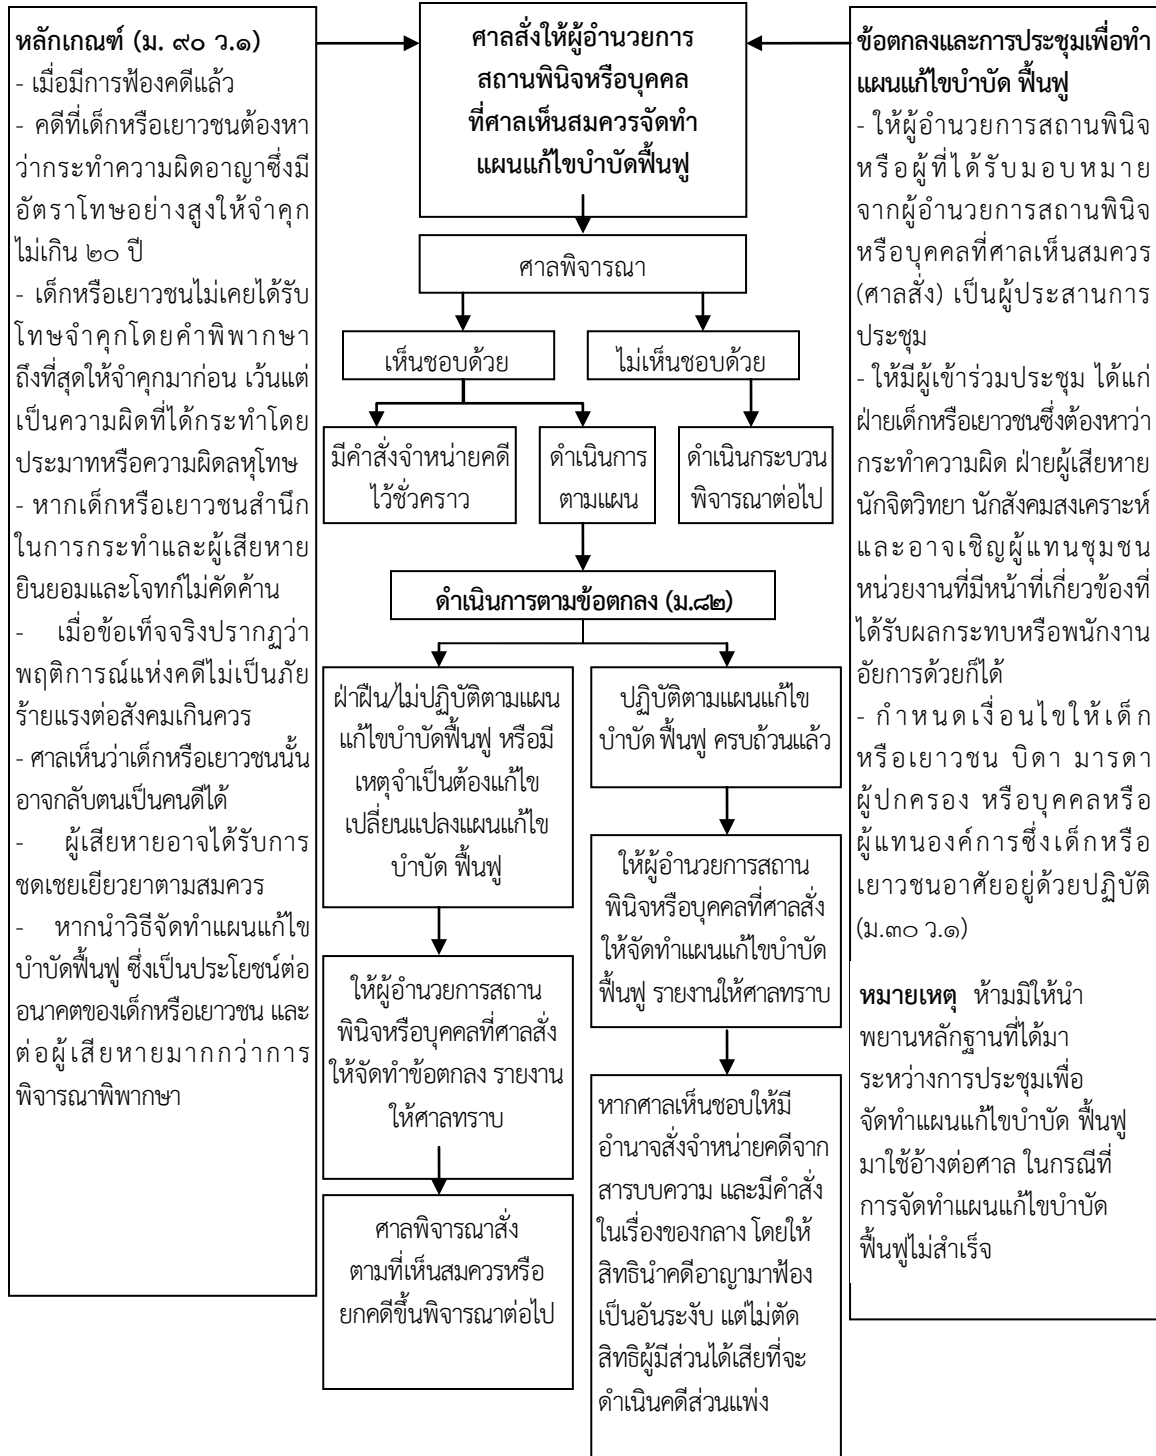 หลักเกณฑ์ (ม. ๙๐ ว.๑)
- เมื่อมีการฟ้องคดีแล้ว
- คดีที่เด็กหรือเยาวชนต้องหา
ว่ากระทำความผิดอาญาซึ่งมี
อัตราโทษอย่างสูงให้จำคุก
ไม่เกิน ๒๐ ปี
- เด็กหรือเยาวชนไม่เคยได้รับ
โทษจำคุกโดยคำพิพากษา
ถึงที่สุดให้จำคุกมาก่อน เว้นแต่
เป็นความผิดที่ได้กระทำโดย
ประมาทหรือความผิดลหุโทษ
- หากเด็กหรือเยาวชนสำนึก
ในการกระทำและผู้เสียหาย
ยินยอมและโจทก์ไม่คัดค้าน
- เมื่อข้อเท็จจริงปรากฏว่า
พฤติการณ์แห่งคดีไม่เป็นภัย
ร้ายแรงต่อสังคมเกินควร
- ศาลเห็นว่าเด็กหรือเยาวชนนั้น
อาจกลับตนเป็นคนดีได้
- ผู้เสียหายอาจได้รับการ
ชดเชยเยียวยาตามสมควร
- หากนำวิธีจัดทำแผนแก้ไข
บำบัดฟื้นฟู ซึ่งเป็นประโยชน์ต่อ
อนาคตของเด็กหรือเยาวชน และ
ต่อผู้เสียหายมากกว่าการ
พิจารณาพิพากษา
ศาลสั่งให้ผู้อำนวยการ
สถานพินิจหรือบุคคล
ที่ศาลเห็นสมควรจัดทำ
แผนแก้ไขบำบัดฟื้นฟู
ศาลพิจารณา
เห็นชอบด้วย
ไม่เห็นชอบด้วย
มีคำสั่งจำหน่ายคดี
ไว้ชั่วคราว
ดำเนินการ
ตามแผน
ดำเนินกระบวน
พิจารณาต่อไป
ดำเนินการตามข้อตกลง (ม.๘๒)
ฝ่าฝืน/ไม่ปฏิบัติตามแผน
แก้ไขบำบัดฟื้นฟู หรือมี
เหตุจำเป็นต้องแก้ไข
เปลี่ยนแปลงแผนแก้ไข
บำบัด ฟื้นฟู
ให้ผู้อำนวยการสถาน
พินิจหรือบุคคลที่ศาลสั่ง
ให้จัดทำข้อตกลง รายงาน
ให้ศาลทราบ
ศาลพิจารณาสั่ง
ตามที่เห็นสมควรหรือ
ยกคดีขึ้นพิจารณาต่อไป
ปฏิบัติตามแผนแก้ไข
บำบัด ฟื้นฟู ครบถ้วนแล้ว
ให้ผู้อำนวยการสถาน
พินิจหรือบุคคลที่ศาลสั่ง
ให้จัดทำแผนแก้ไขบำบัด
ฟื้นฟู รายงานให้ศาลทราบ
หากศาลเห็นชอบให้มี
อำนาจสั่งจำหน่ายคดีจาก
สารบบความ และมีคำสั่ง
ในเรื่องของกลาง โดยให้
สิทธินำคดีอาญามาฟ้อง
เป็นอันระงับ แต่ไม่ตัด
สิทธิผู้มีส่วนได้เสียที่จะ
ดำเนินคดีส่วนแพ่ง
ข้อตกลงและการประชุมเพื่อทำ
แผนแก้ไขบำบัด ฟื้นฟู
- ให้ผู้อำนวยการสถานพินิจ
หรือผู้ที่ได้รับมอบหมาย
จากผู้อำนวยการสถานพินิจ
หรือบุคคลที่ศาลเห็นสมควร
(ศาลสั่ง) เป็นผู้ประสานการ
ประชุม
- ให้มีผู้เข้าร่วมประชุม ได้แก่
ฝ่ายเด็กหรือเยาวชนซึ่งต้องหาว่า
กระทำความผิด ฝ่ายผู้เสียหาย
นักจิตวิทยา นักสังคมสงเคราะห์
และอาจเชิญผู้แทนชุมชน
หน่วยงานที่มีหน้าที่เกี่ยวข้องที่
ได้รับผลกระทบหรือพนักงาน
อัยการด้วยก็ได้
- กำหนดเงื่อนไขให้เด็ก
หรือเยาวชน บิดา มารดา
ผู้ปกครอง หรือบุคคลหรือ
ผู้แทนองค์การซึ่งเด็กหรือ
เยาวชนอาศัยอยู่ด้วยปฏิบัติ
(ม.๓๐ ว.๑)
หมายเหตุ ห้ามมิให้นำ
พยานหลักฐานที่ได้มา
ระหว่างการประชุมเพื่อ
จัดทำแผนแก้ไขบำบัด ฟื้นฟู
มาใช้อ้างต่อศาล ในกรณีที่
การจัดทำแผนแก้ไขบำบัด
ฟื้นฟูไม่สำเร็จ